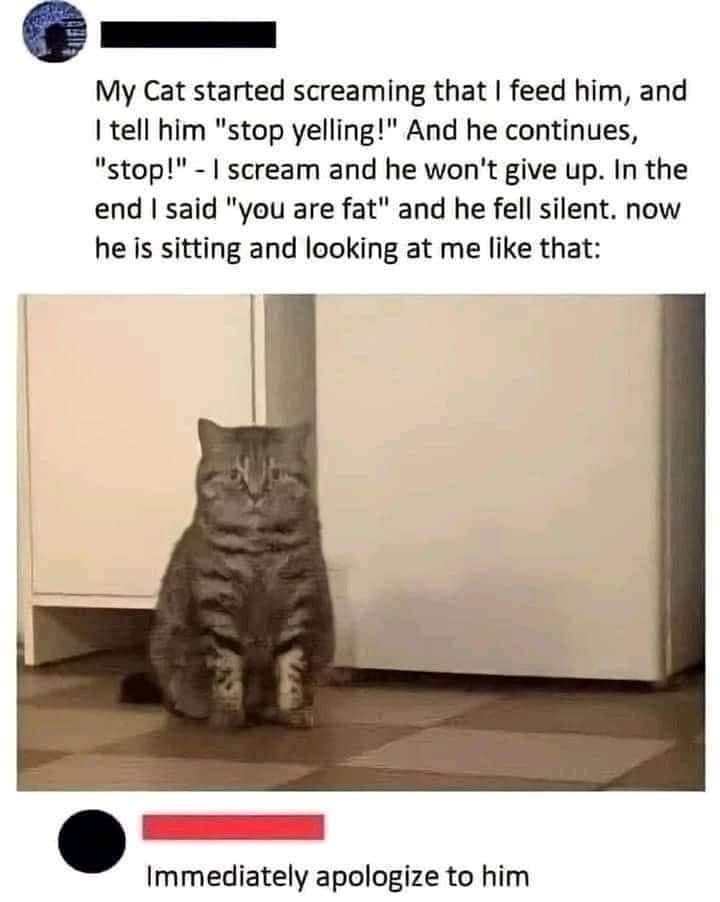 My Cat started screaming that I feed him, and
I tell him "stop yelling!" And he continues,
"stop!" - I scream and he won't give up. In the
end I said "you are fat" and he fell silent. now
he is sitting and looking at me like that:
Immediately apologize to him